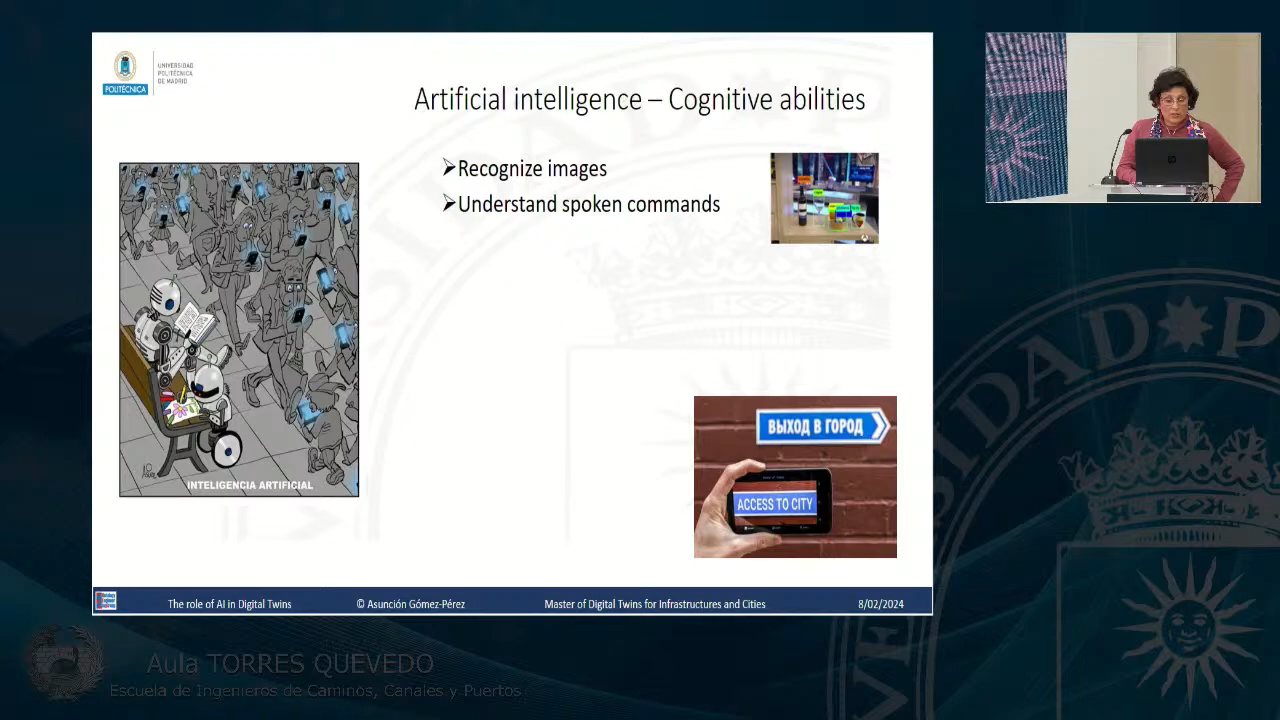 UNIVERSIDAD
POLITÉCNICA
DE MADRID
POLITÉCNICA
Artificial intelligence – Cognitive abilities
➢Recognize images
➢Understand spoken commands
INTELIGENCIA ARTIFICIAL
ВЫХОД В ГОРОД
ACCESS TO CITY
The role of AI in Digital Twins
© Asunción Gómez-Pérez
Master of Digital Twins for Infrastructures and Cities
8/02/2024
Aula TORRES QUEVEDO
Escuela de Ingenieros de Caminos, Canales y Puertos